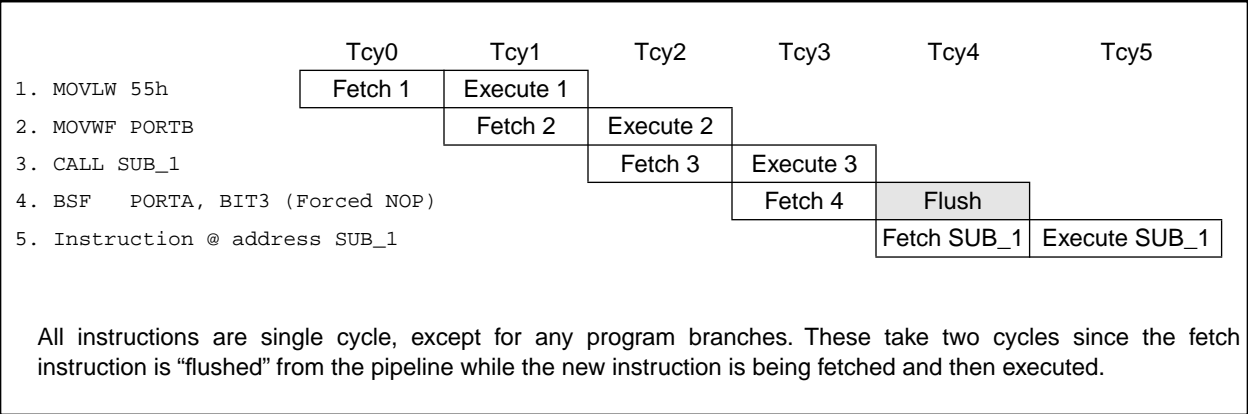 Tcy0 Tcy1 Tcy2 Tcy3 Tcy4 Tcy5
1. MOVLW 55h Fetch 1 Execute 1
2. MOVWF PORTB Fetch 2 Execute 2
3. CALL SUB_1 Fetch 3 Execute 3
4. BSF PORTA, BIT3 (Forced NOP) Fetch 4 Flush
5. Instruction @ address SUB_1 Fetch SUB_1 Execute SUB_1
All instructions are single cycle, except for any program branches. These take two cycles since the fetch
instruction is “flushed” from the pipeline while the new instruction is being fetched and then executed.